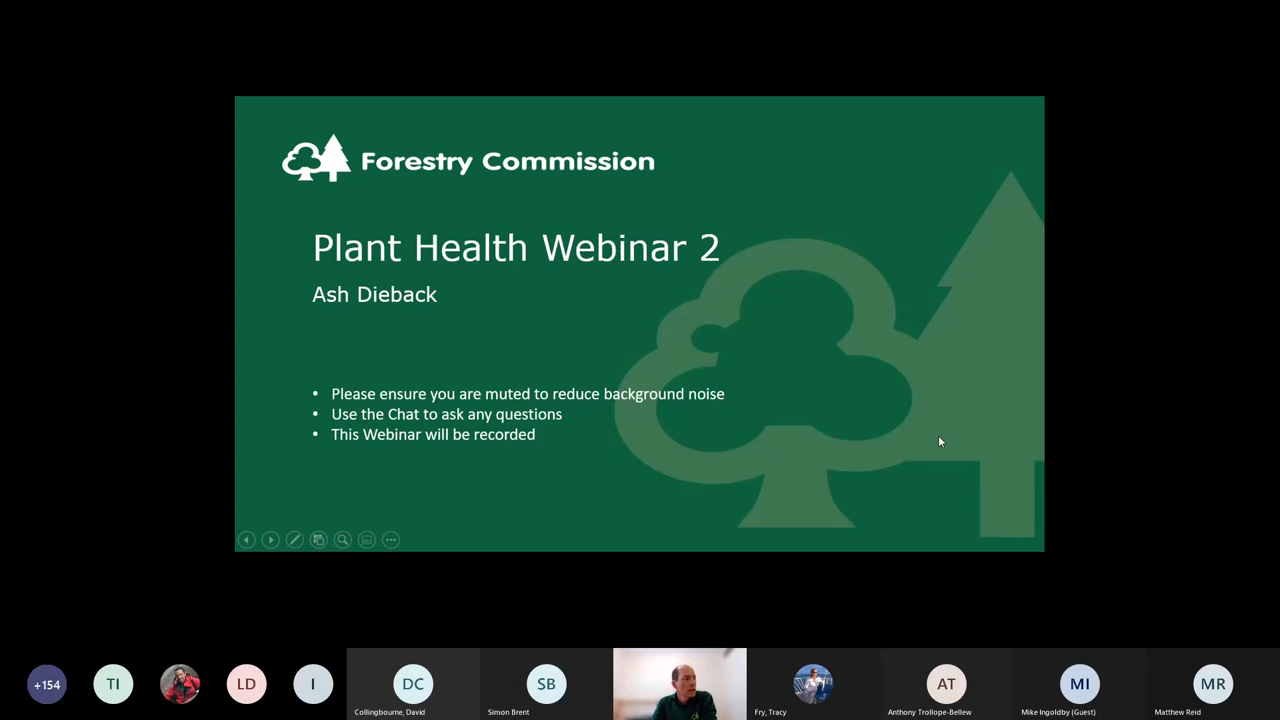 Forestry Commission
Plant Health Webinar 2
Ash Dieback
• Please ensure you are muted to reduce background noise
• Use the Chat to ask any questions
• This Webinar will be recorded
+154
TI
LD
I
DC
SB
AT
MI
MR
Collingbourne, David
Simon Brent
Fry, Tracy
Anthony Trollope-Bellew
Mike Ingoldby (Guest)
Matthew Reid